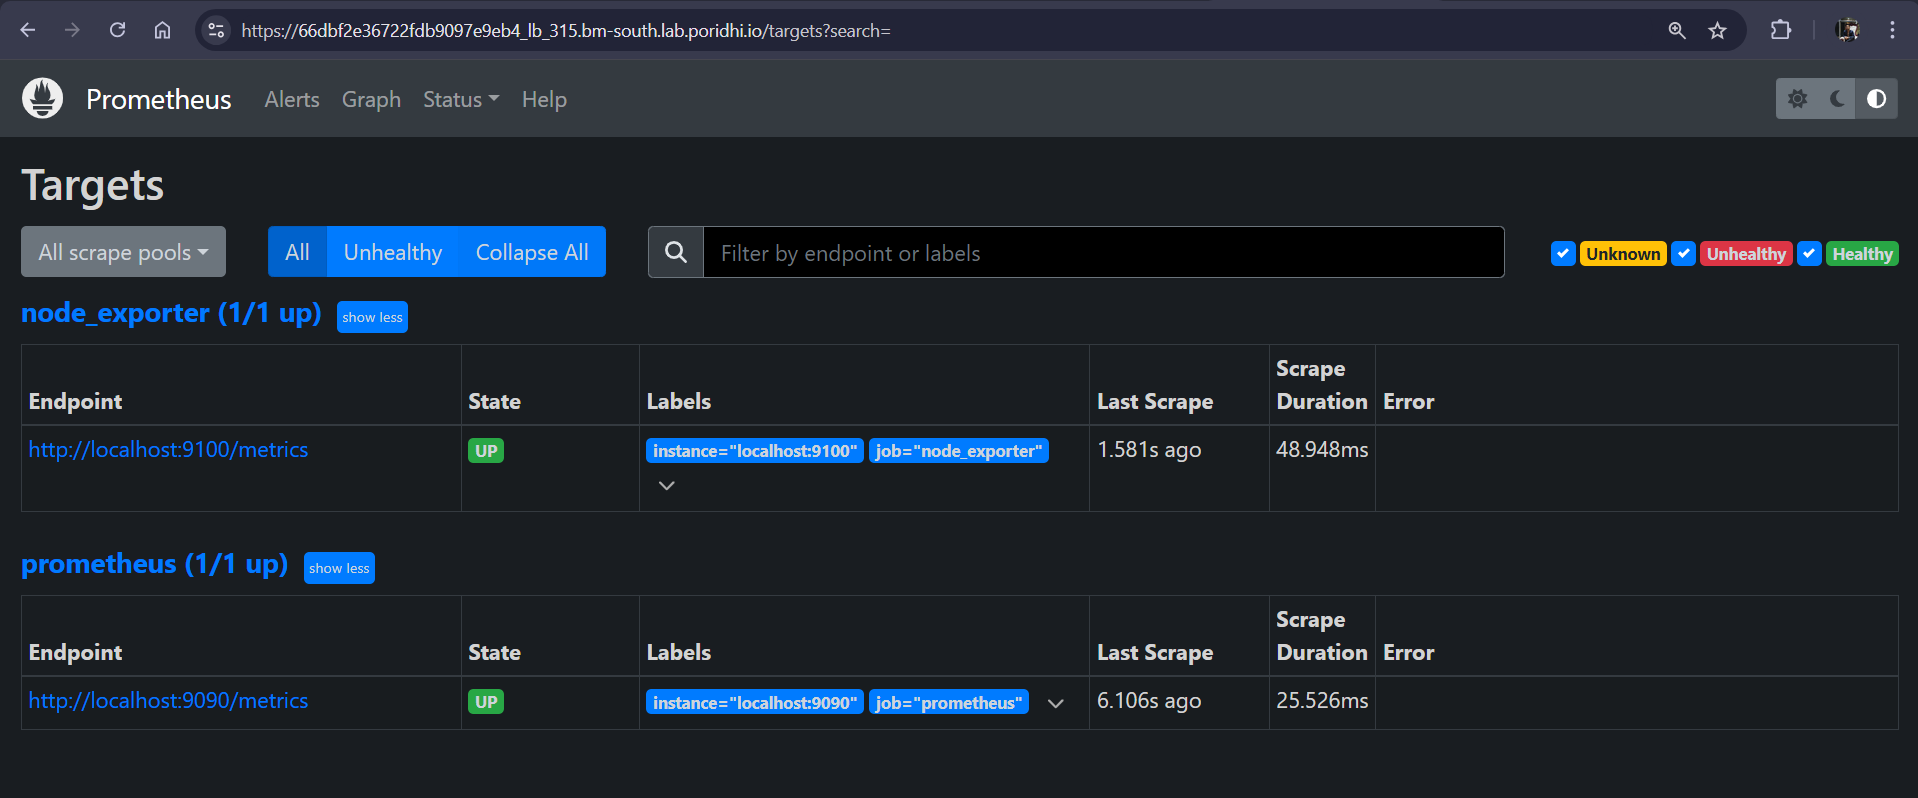 https://66dbf2e36722fdb9097e9eb4_lb_315.bm-south.lab.poridhi.io/targets?search=
Prometheus Alerts Graph Status Help
Targets
All scrape pools All Unhealthy Collapse All Filter by endpoint or labels Unknown Unhealthy Healthy
node_exporter (1/1 up) show less
Endpoint State Labels Last Scrape Scrape Duration Error
http://localhost:9100/metrics UP instance="localhost:9100" job="node_exporter" 1.581s ago 48.948ms
prometheus (1/1 up) show less
Endpoint State Labels Last Scrape Scrape Duration Error
http://localhost:9090/metrics UP instance="localhost:9090" job="prometheus" 6.106s ago 25.526ms